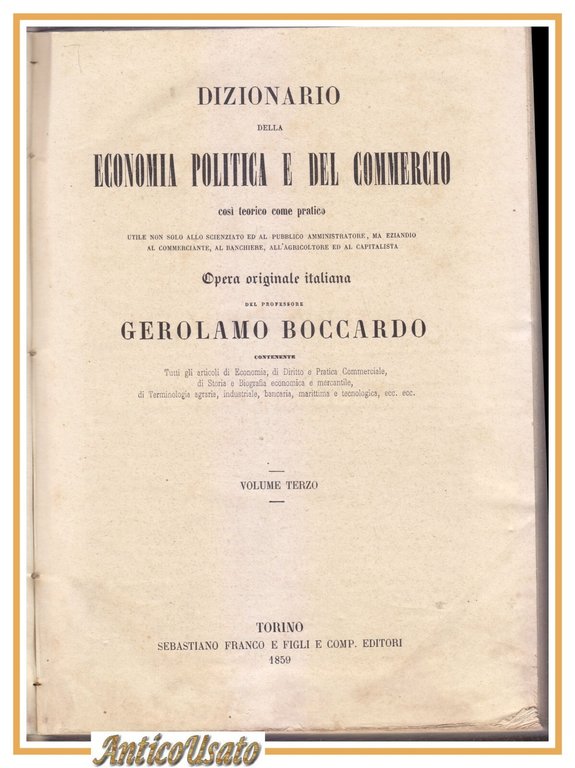 DIZIONARIO
DELLA
ECONOMIA POLITICA E DEL COMMERCIO
così teorico come pratico
UTILE NON SOLO ALLO SCIENZIATO ED AL PUBBLICO AMMINISTRATORE, MA EZIANDIO
AL COMMERCIANTE, AL BANCHIERE, ALL'AGRICOLTORE ED AL CAPITALISTA
Opera originale italiana
DEL PROFESSORE
GEROLAMO BOCCARDO
CONTENENTE
Tutti gli articoli di Economia, di Diritto e Pratica Commerciale,
di Storia e Biografia economica e mercantile,
di Terminologia agraria, industriale, bancaria, marittima e tecnologica, ecc. ecc.
VOLUME TERZO
TORINO
SEBASTIANO FRANCO E FIGLI E COMP. EDITORI
1859
AnticoUsato